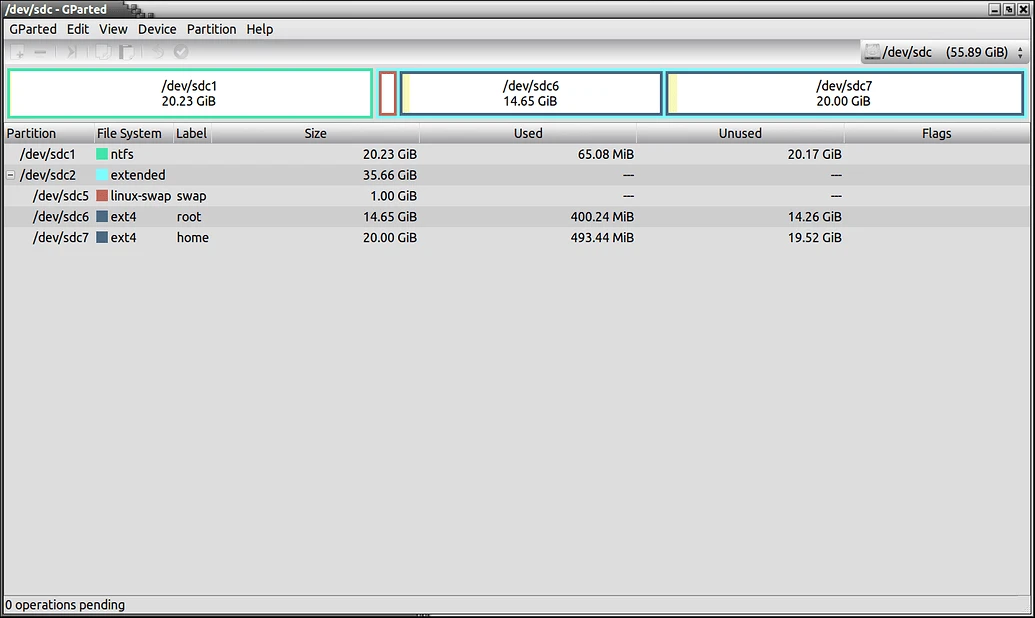 /dev/sdc - GParted
GParted Edit View Device Partition Help
/dev/sdc (55.89 GiB)
/dev/sdc1 /dev/sdc6 /dev/sdc7
20.23 GiB 14.65 GiB 20.00 GiB
Partition File System Label Size Used Unused Flags
/dev/sdc1 ntfs 20.23 GiB 65.08 MiB 20.17 GiB
/dev/sdc2 extended 35.66 GiB --- ---
/dev/sdc5 linux-swap swap 1.00 GiB --- ---
/dev/sdc6 ext4 root 14.65 GiB 400.24 MiB 14.26 GiB
/dev/sdc7 ext4 home 20.00 GiB 493.44 MiB 19.52 GiB
0 operations pending